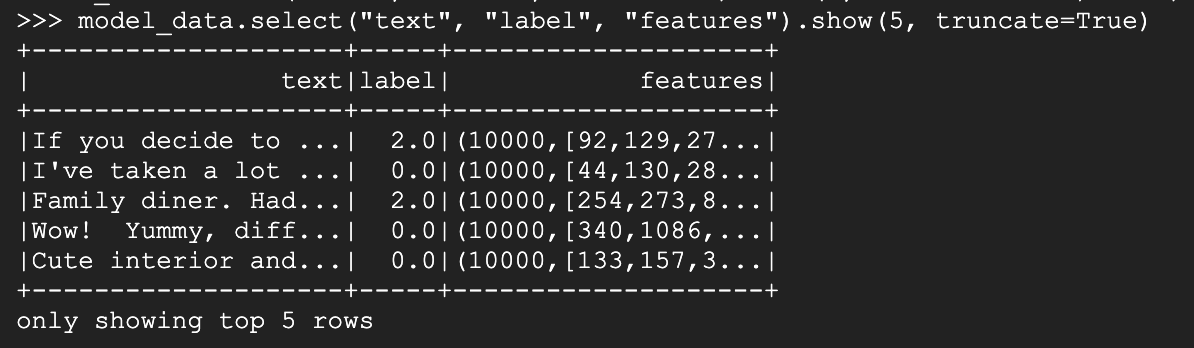 >>> model_data.select("text", "label", "features").show(5, truncate=True)
+--------------------+-----+--------------------+
|                text|label|            features|
+--------------------+-----+--------------------+
|If you decide to ...|  2.0|(10000,[92,129,27...|
|I've taken a lot ...|  0.0|(10000,[44,130,28...|
|Family diner. Had...|  2.0|(10000,[254,273,8...|
|Wow!  Yummy, diff...|  0.0|(10000,[340,1086,...|
|Cute interior and...|  0.0|(10000,[133,157,3...|
+--------------------+-----+--------------------+
only showing top 5 rows